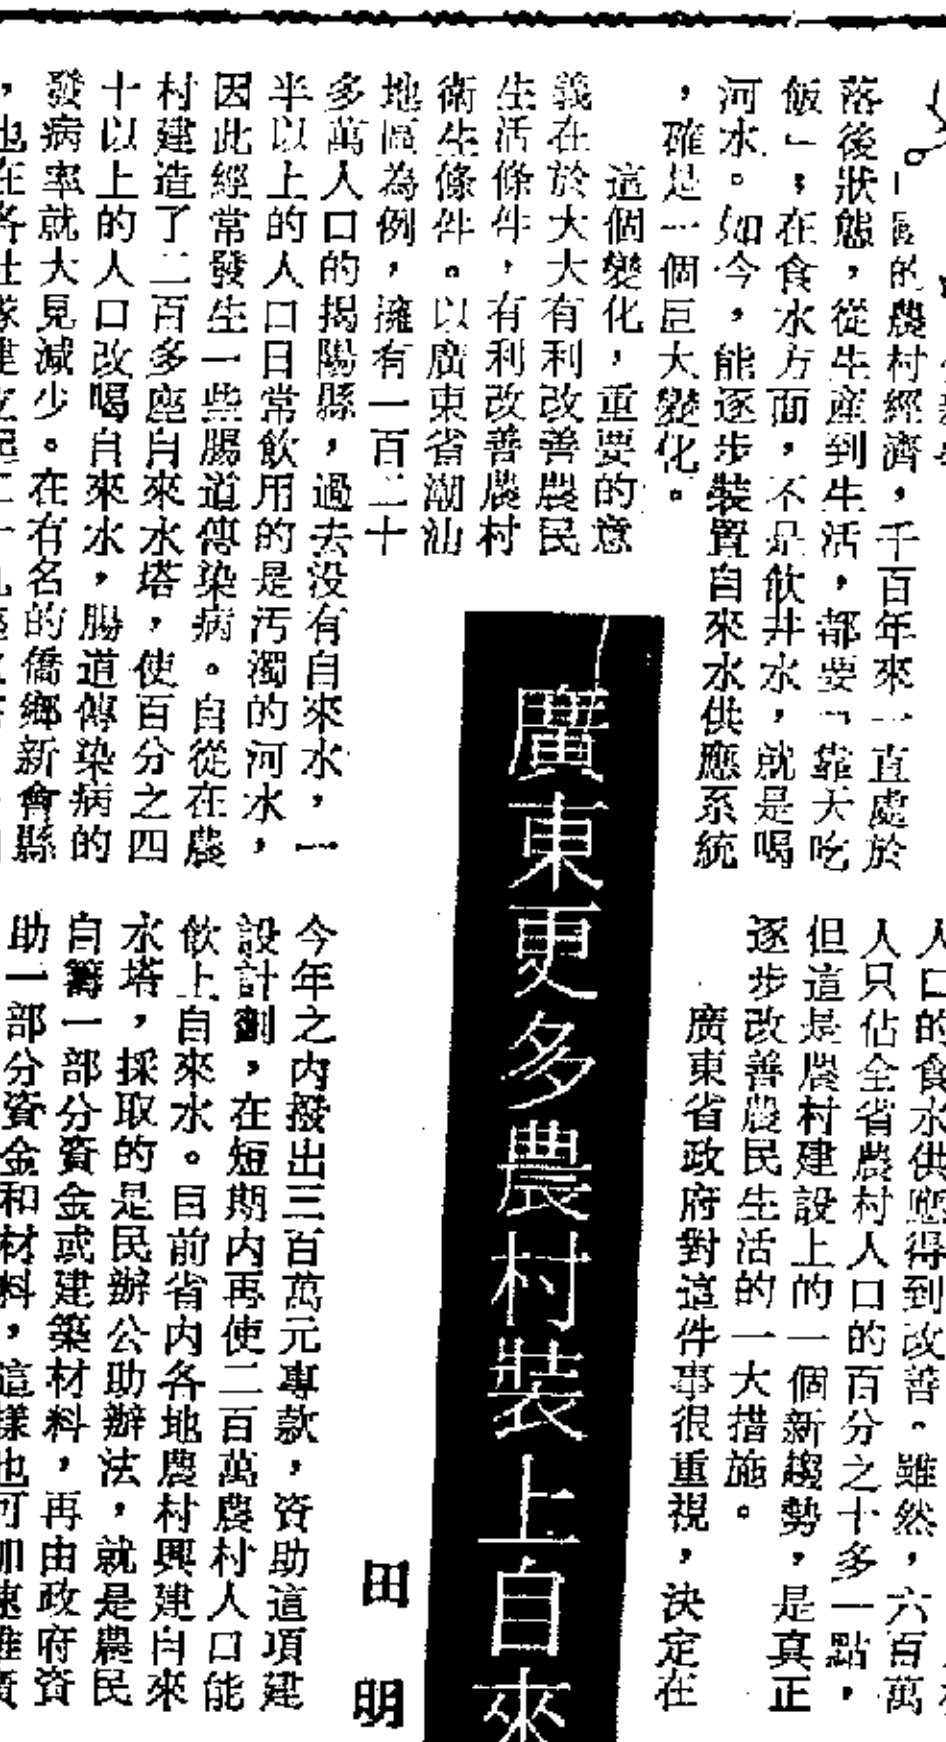 區的農村經濟，千百年來一直處於
落後狀態，從生產到生活，都要「靠天吃
飯」，在食水方面，不是飲井水，就是喝
河水。如今，能逐步裝置自來水供應系統
，確是一個巨大變化。
這個變化，重要的意
義在於大大有利改善農民
生活條件，有利改善農村
衛生條件。以廣東省潮汕
地區為例，擁有一百二十
多萬人口的揭陽縣，過去没有自來水，一
半以上的人口日常飲用的是污濁的河水，
因此經常發生一些腸道傳染病。自從在農
村建造了二百多座自來水塔，使百分之四
十以上的人口改喝自來水，腸道傳染病的
發病率就大見減少。在有名的僑鄉新會縣
廣東更多農村裝上自來
田明
人口的食水供應得到改善。雖然，六百萬
人只佔全省農村人口的百分之十多一點，
但這是農村建設上的一個新趨勢，是真正
逐步改善農民生活的一大措施。
廣東省政府對這件事很重視，決定在
今年之內撥出三百萬元專款，資助這項建
設計劃，在短期内再使二百萬農村人口能
飲上自來水。目前省内各地農村興建自來
水塔，採取的是民辦公助辦法，就是農民
自籌一部分資金或建築材料，再由政府資
助一部分資金和材料，這樣也可加速推廣